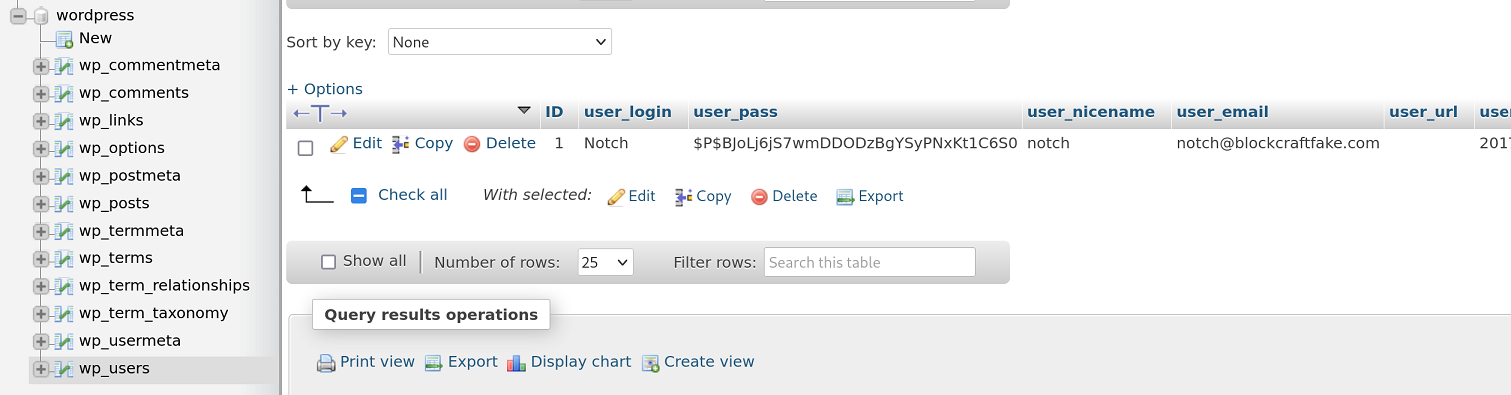 wordpress
New
wp_commentmeta
wp_comments
wp_links
wp_options
wp_postmeta
wp_posts
wp_termmeta
wp_terms
wp_term_relationships
wp_term_taxonomy
wp_usermeta
wp_users
Sort by key: None
+ Options
←T→ ID user_login user_pass user_nicename user_email user_url
Edit Copy Delete 1 Notch $P$BJoLj6jS7wmDDODzBgYSyPNxKt1C6S0 notch notch@blockcraftfake.com
Check all With selected: Edit Copy Delete Export
Show all Number of rows: 25 Filter rows: Search this table
Query results operations
Print view Export Display chart Create view